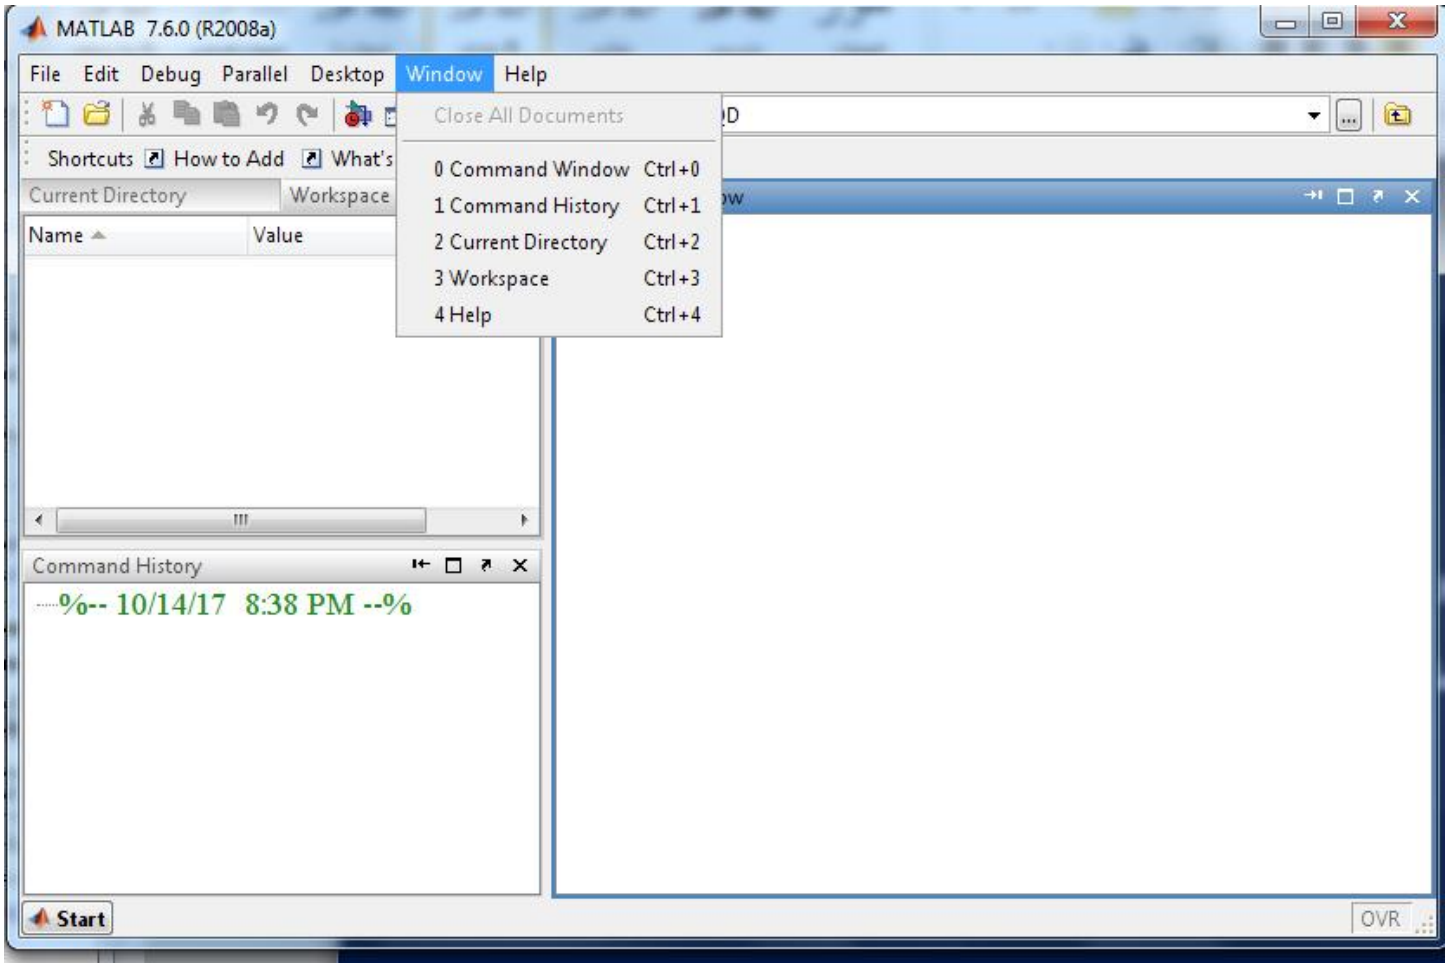 MATLAB 7.6.0 (R2008a)
File Edit Debug Parallel Desktop Window Help
Close All Documents
Shortcuts How to Add What's
0 Command Window Ctrl+0
1 Command History Ctrl+1
2 Current Directory Ctrl+2
3 Workspace Ctrl+3
4 Help Ctrl+4
Current Directory Workspace
Name Value
Command History
%-- 10/14/17 8:38 PM --%
Start
OVR